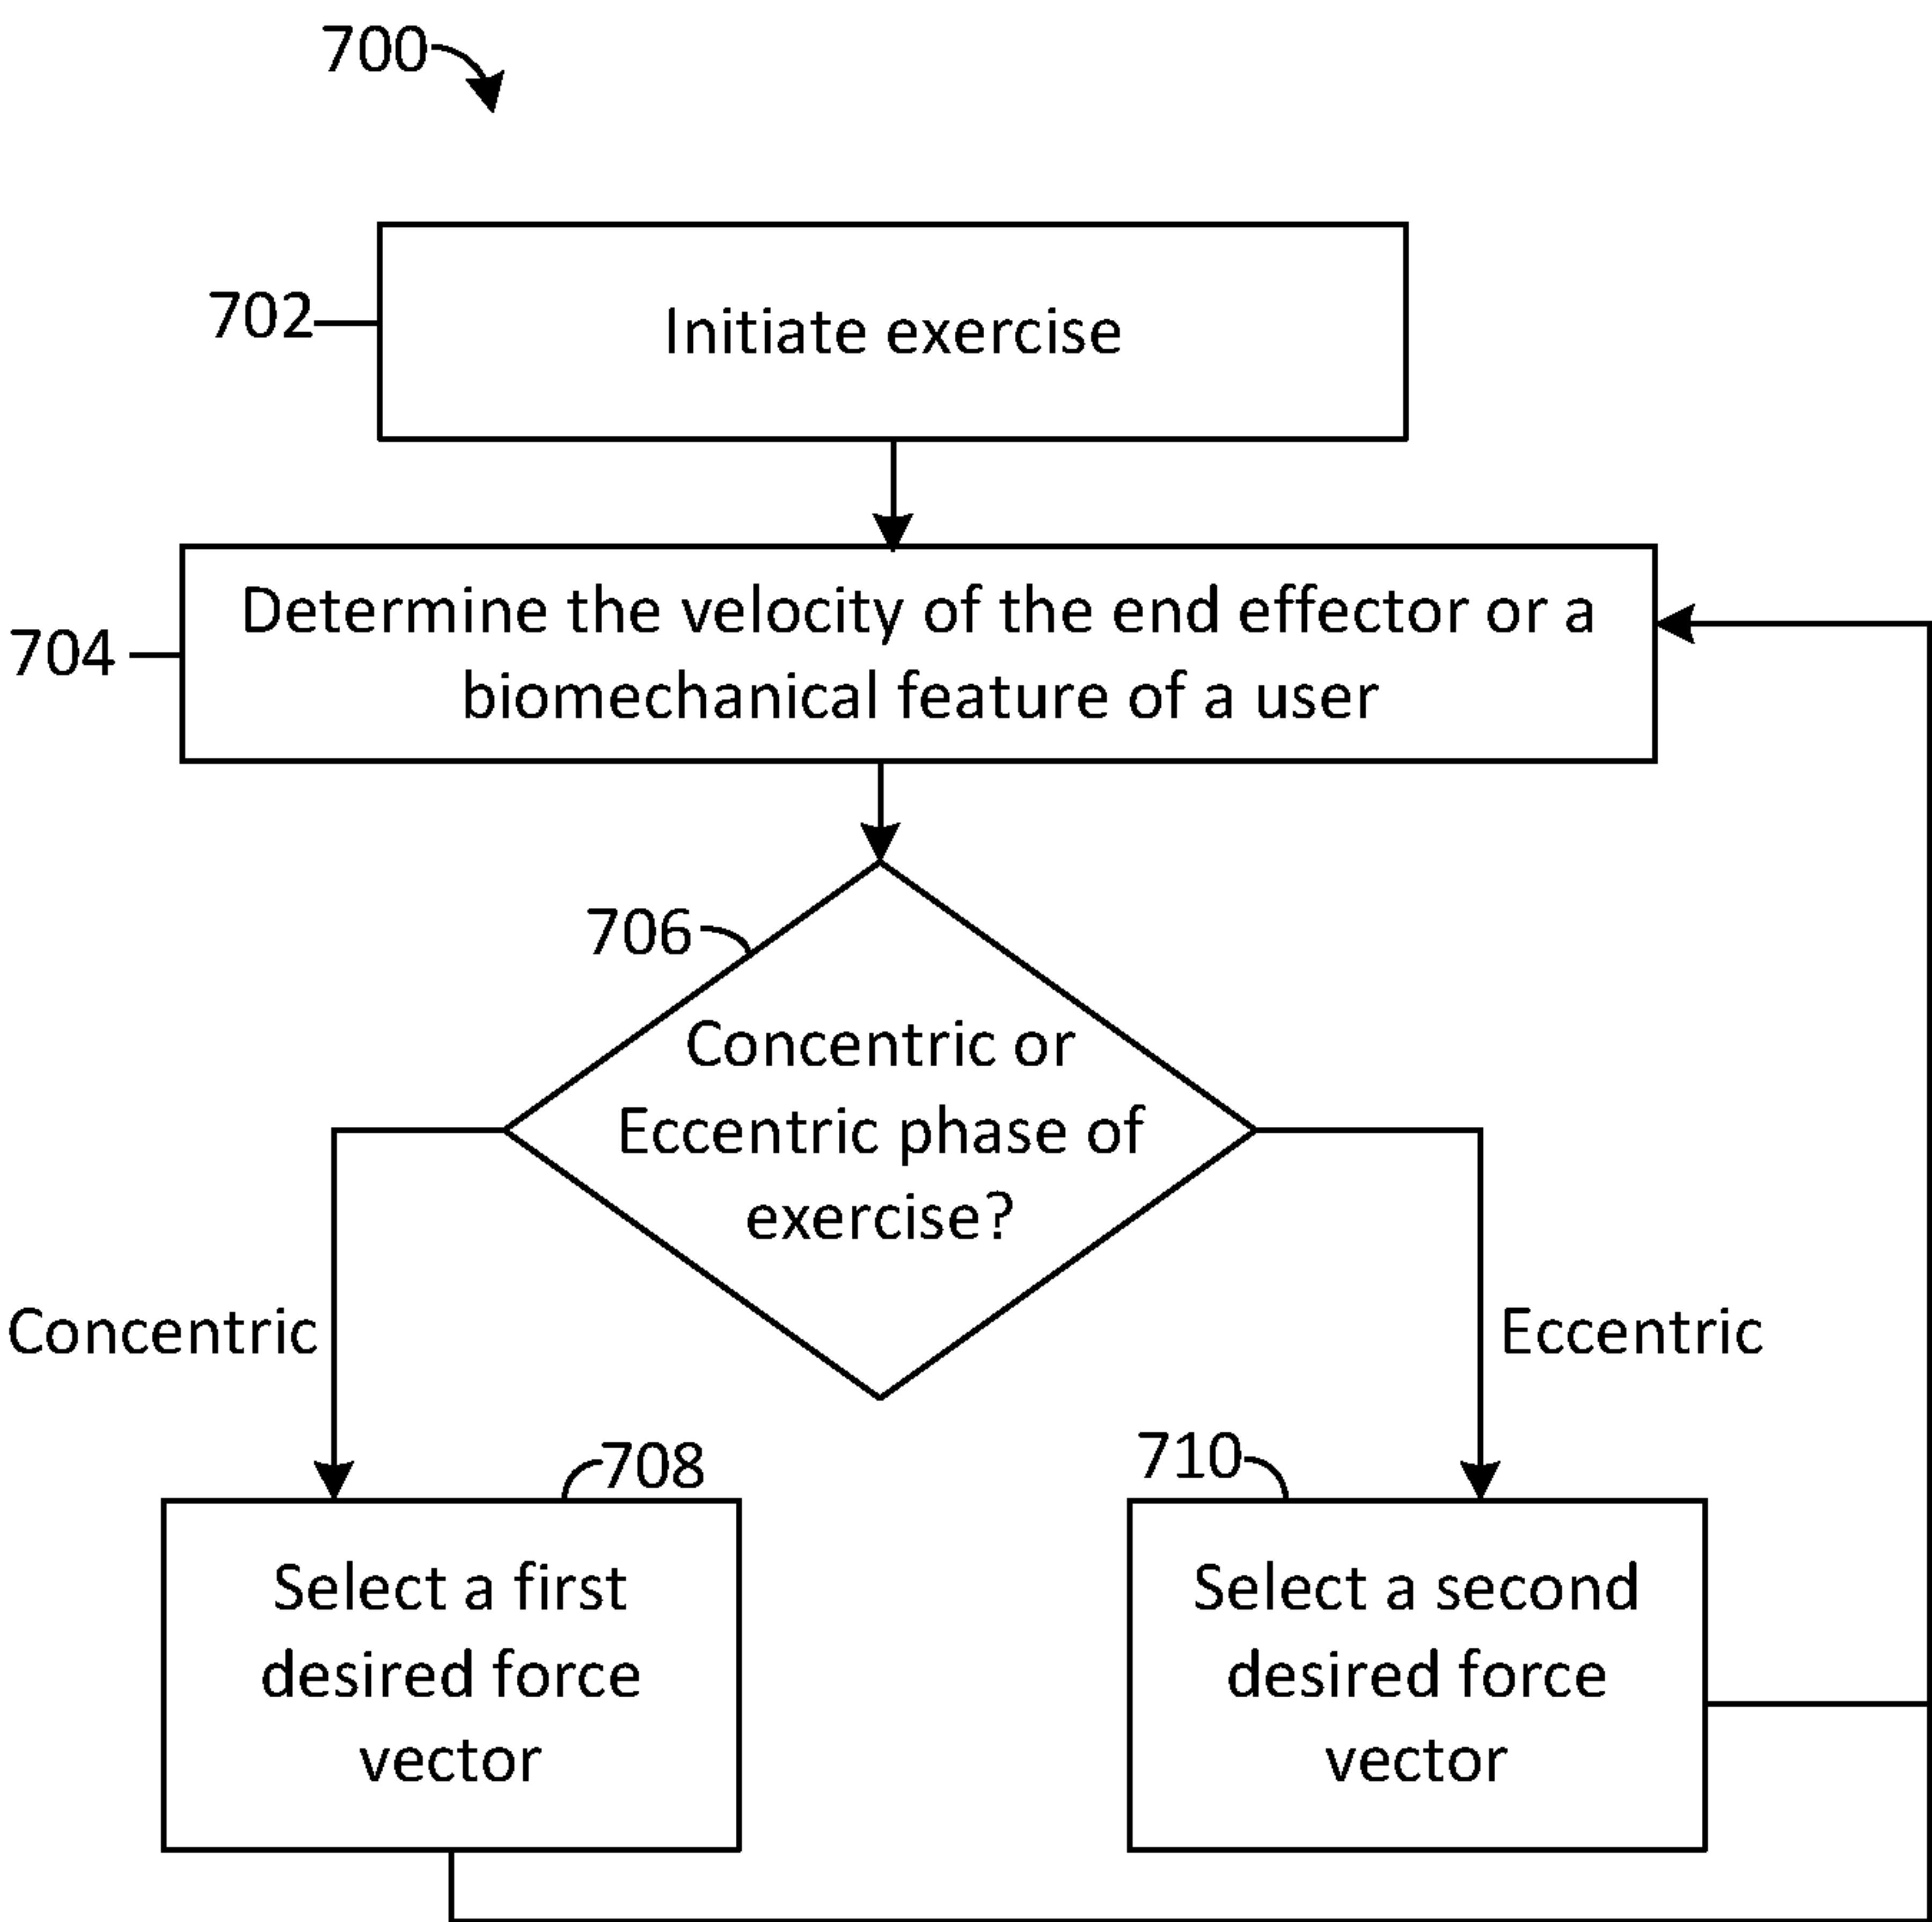 700
702
Initiate exercise
704
Determine the velocity of the end effector or a
biomechanical feature of a user
706
Concentric or
Eccentric phase of
exercise?
Concentric
Eccentric
708
710
Select a first
desired force
vector
Select a second
desired force
vector